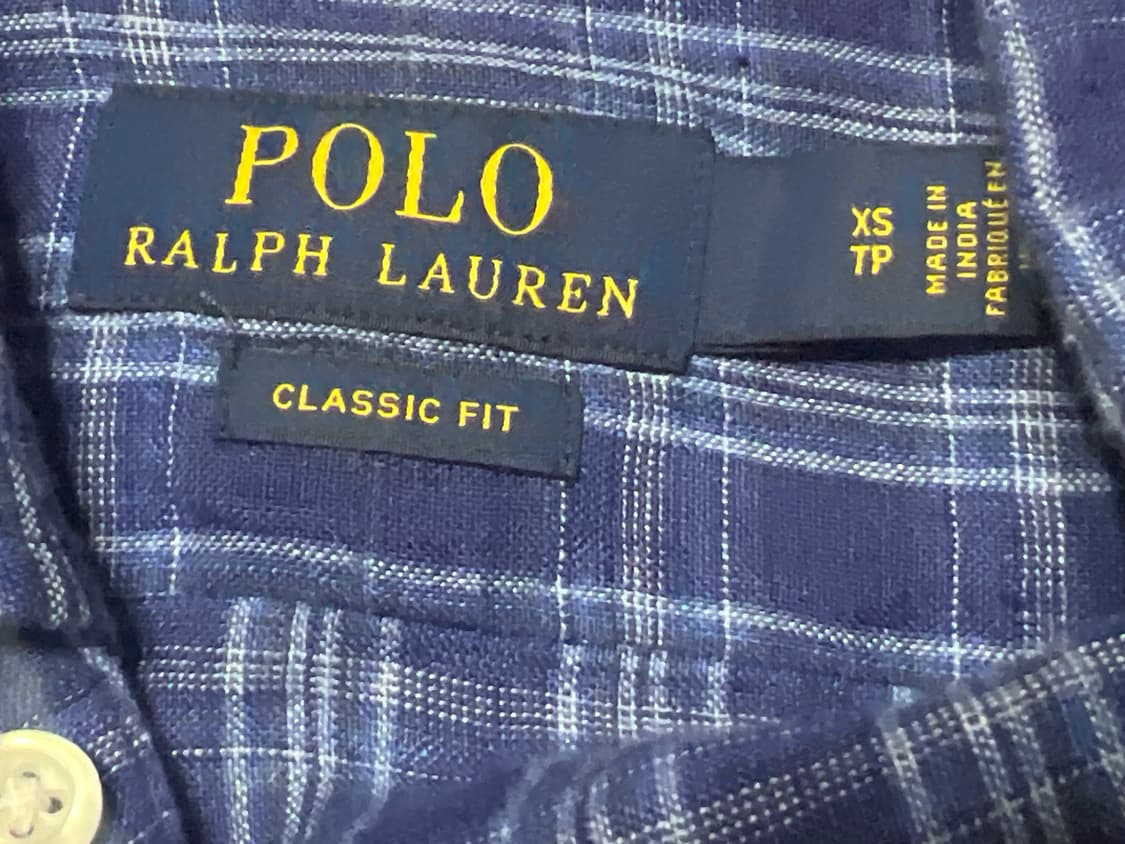 POLO
RALPH LAUREN
XS
TP
MADE IN
INDIA
FABRIQUÉ EN
CLASSIC FIT